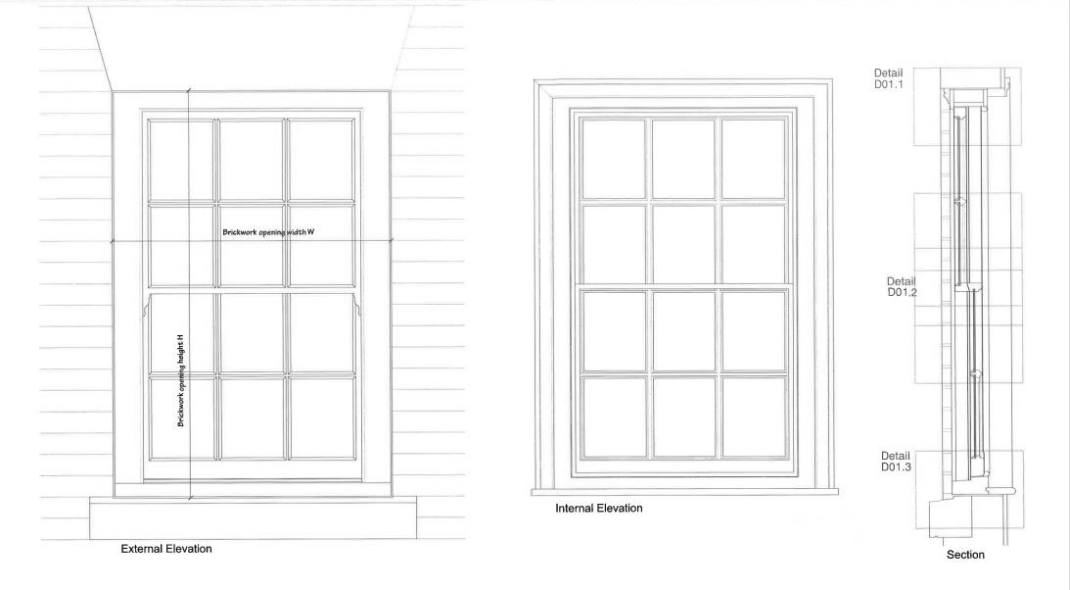 Brickwork opening width W
Brickwork opening height H
External Elevation
Internal Elevation
Detail
D01.1
Detail
D01.2
Detail
D01.3
Section